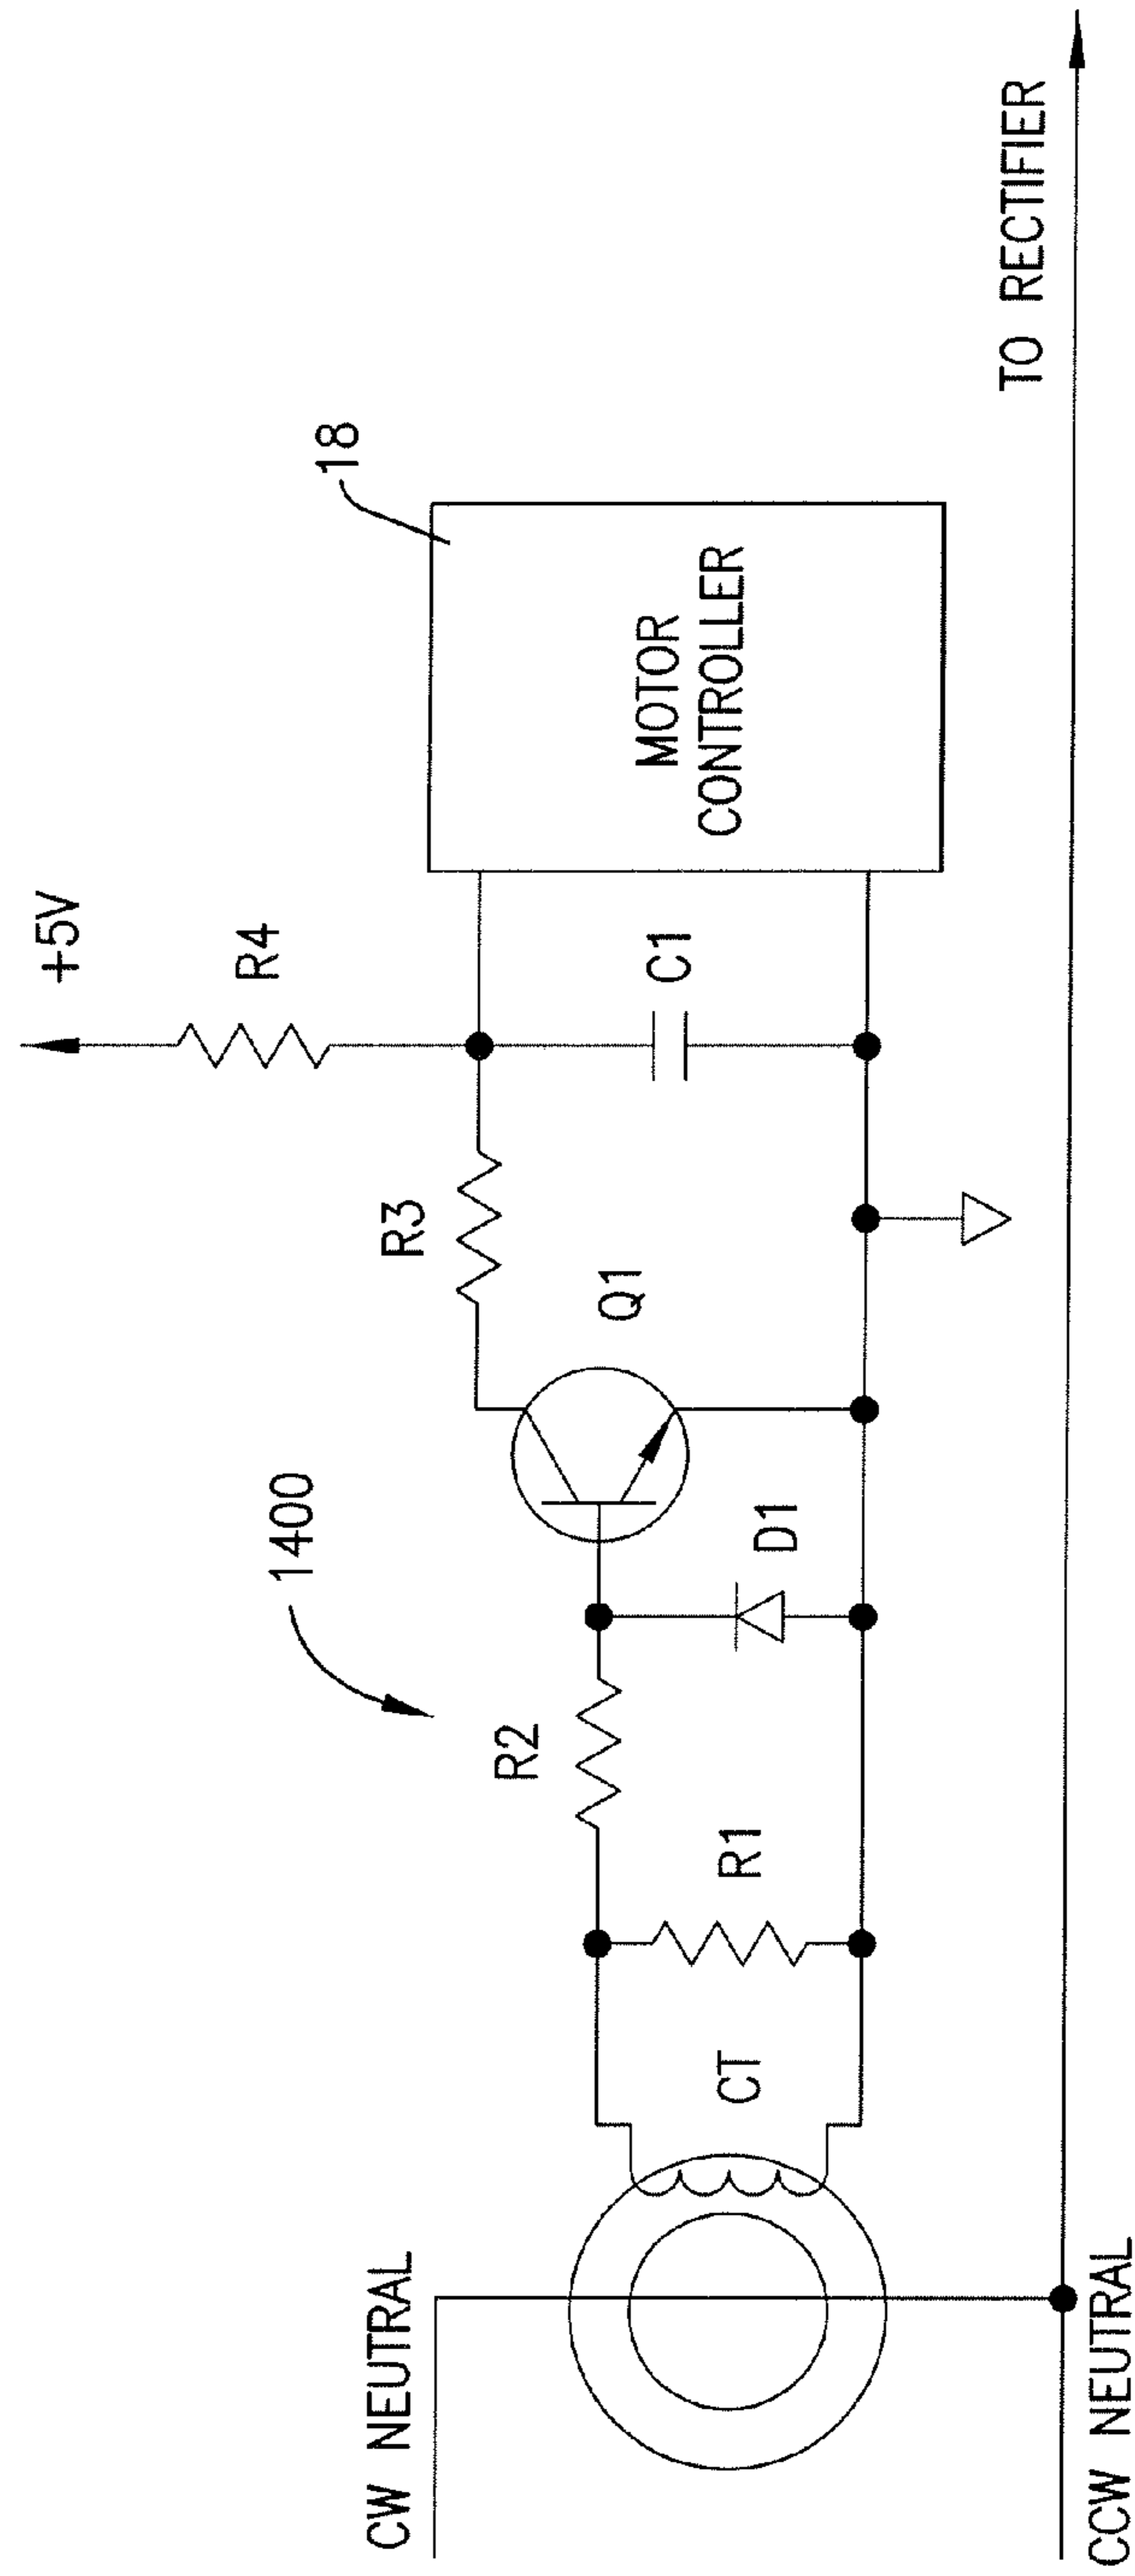 +5V
R4
18
1400
R3
C1
MOTOR
CONTROLLER
Q1
R2
D1
R1
CT
CW NEUTRAL
CCW NEUTRAL
TO RECTIFIER